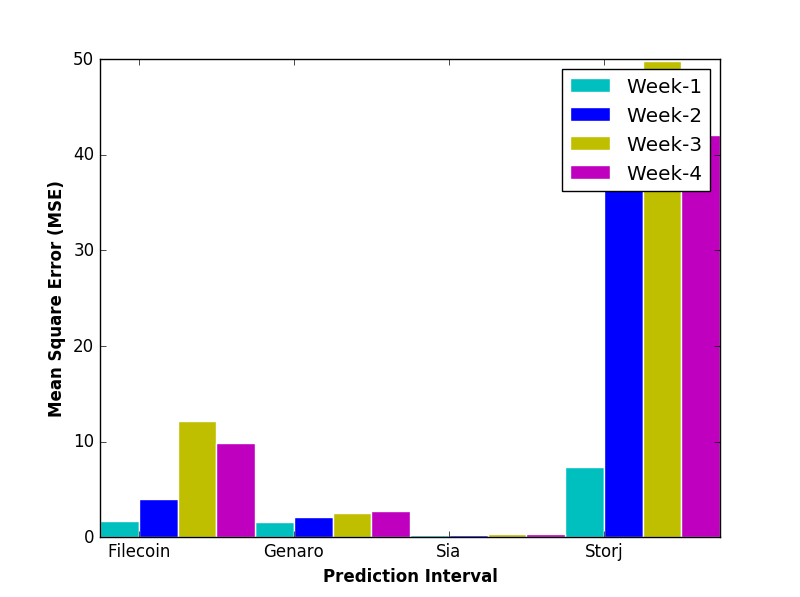 50
40
30
20
10
0
Mean Square Error (MSE)
Week-1
Week-2
Week-3
Week-4
Filecoin Genaro Sia Storj
Prediction Interval